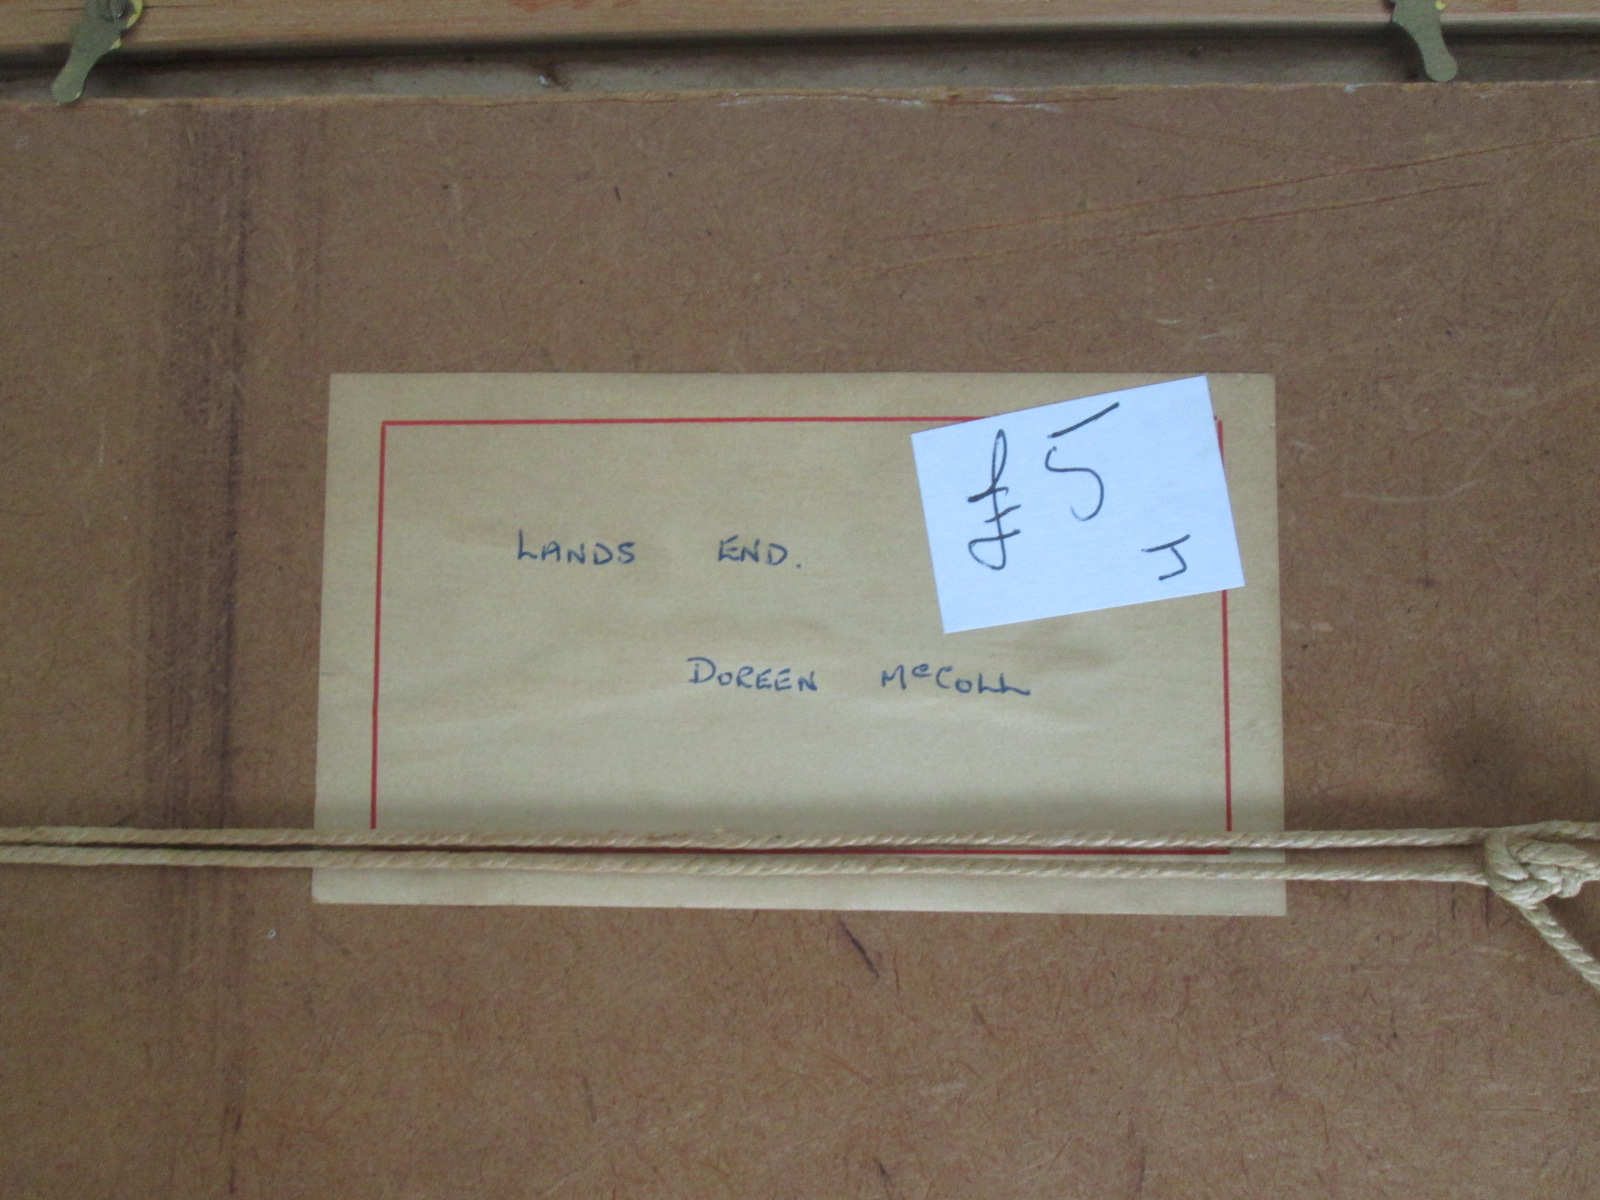 £5
J
LANDS END.
DOREEN McCOLL